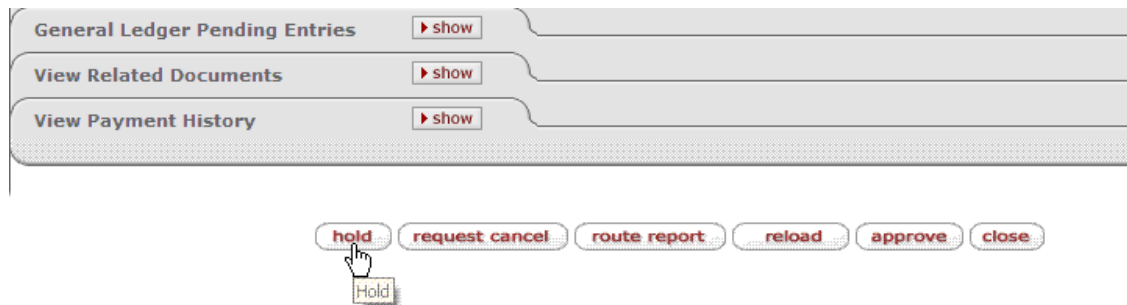 General Ledger Pending Entries show
View Related Documents show
View Payment History show
hold request cancel route report reload approve close
Hold